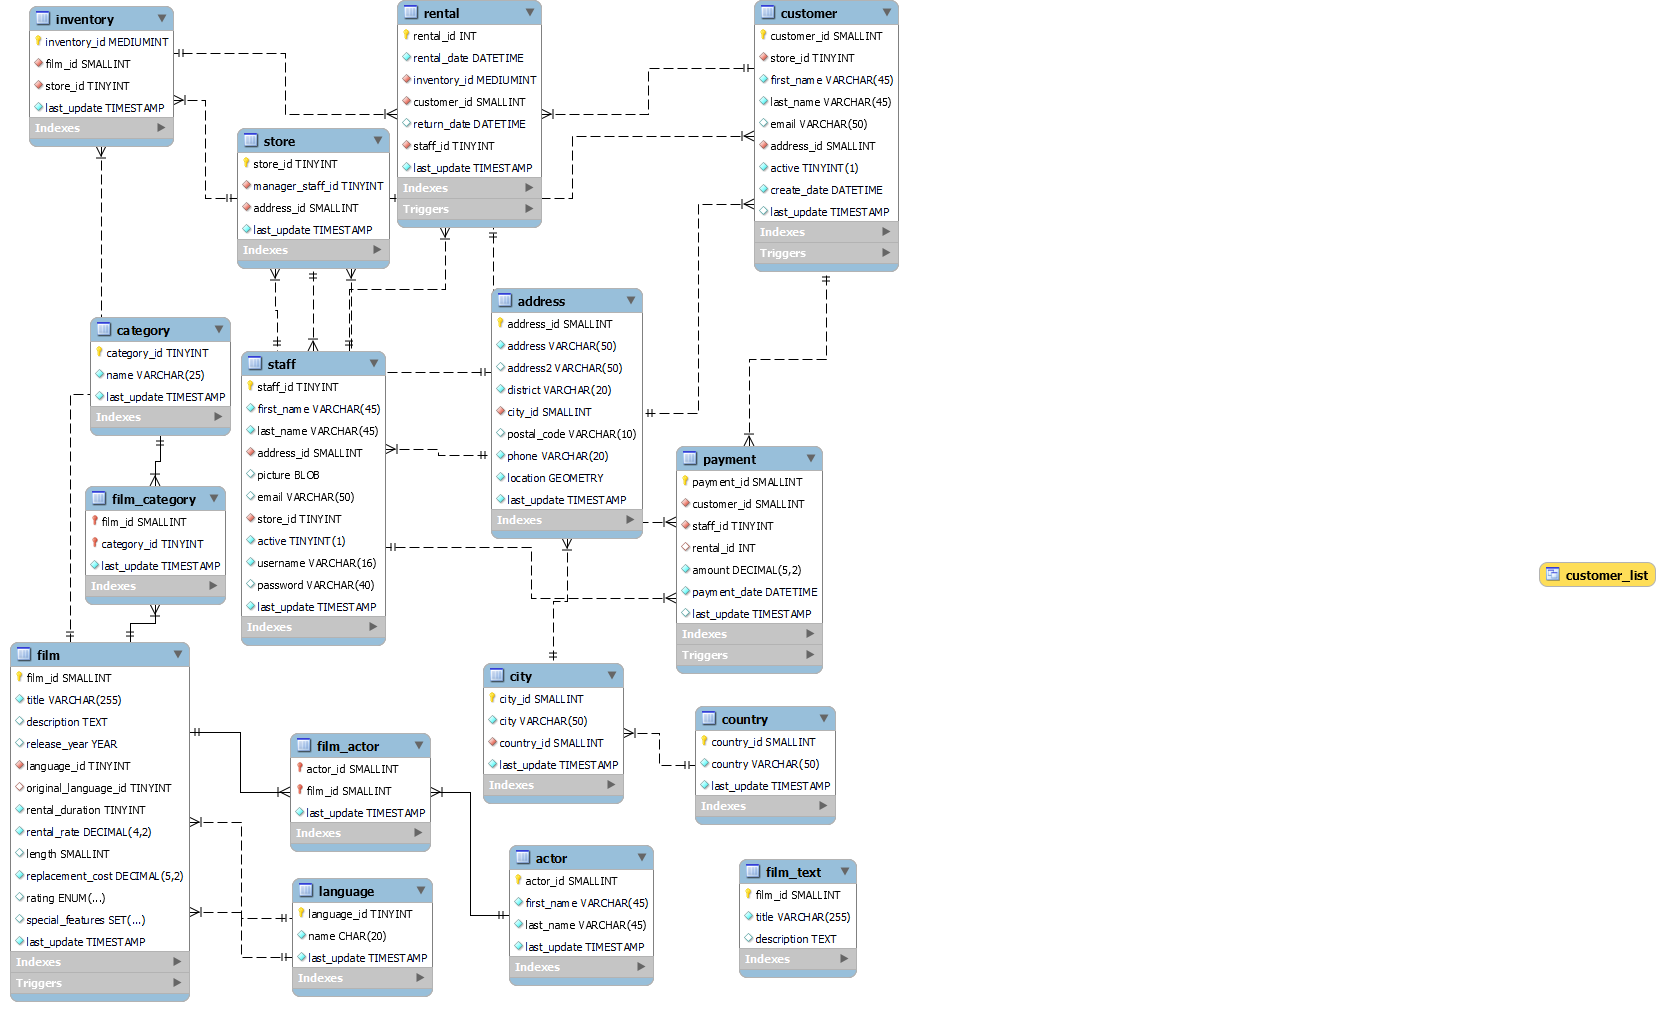 inventory
inventory_id MEDIUMINT
film_id SMALLINT
store_id TINYINT
last_update TIMESTAMP
Indexes
rental
rental_id INT
rental_date DATETIME
inventory_id MEDIUMINT
customer_id SMALLINT
return_date DATETIME
staff_id TINYINT
last_update TIMESTAMP
Indexes
Triggers
customer
customer_id SMALLINT
store_id TINYINT
first_name VARCHAR(45)
last_name VARCHAR(45)
email VARCHAR(50)
address_id SMALLINT
active TINYINT(1)
create_date DATETIME
last_update TIMESTAMP
Indexes
Triggers
store
store_id TINYINT
manager_staff_id TINYINT
address_id SMALLINT
last_update TIMESTAMP
Indexes
category
category_id TINYINT
name VARCHAR(25)
last_update TIMESTAMP
Indexes
staff
staff_id TINYINT
first_name VARCHAR(45)
last_name VARCHAR(45)
address_id SMALLINT
picture BLOB
email VARCHAR(50)
store_id TINYINT
active TINYINT(1)
username VARCHAR(16)
password VARCHAR(40)
last_update TIMESTAMP
Indexes
address
address_id SMALLINT
address VARCHAR(50)
address2 VARCHAR(50)
district VARCHAR(20)
city_id SMALLINT
postal_code VARCHAR(10)
phone VARCHAR(20)
location GEOMETRY
last_update TIMESTAMP
Indexes
payment
payment_id SMALLINT
customer_id SMALLINT
staff_id TINYINT
rental_id INT
amount DECIMAL(5,2)
payment_date DATETIME
last_update TIMESTAMP
Indexes
Triggers
film_category
film_id SMALLINT
category_id TINYINT
last_update TIMESTAMP
Indexes
customer_list
film
film_id SMALLINT
title VARCHAR(255)
description TEXT
release_year YEAR
language_id TINYINT
original_language_id TINYINT
rental_duration TINYINT
rental_rate DECIMAL(4,2)
length SMALLINT
replacement_cost DECIMAL(5,2)
rating ENUM(...)
special_features SET(...)
last_update TIMESTAMP
Indexes
Triggers
film_actor
actor_id SMALLINT
film_id SMALLINT
last_update TIMESTAMP
Indexes
city
city_id SMALLINT
city VARCHAR(50)
country_id SMALLINT
last_update TIMESTAMP
Indexes
country
country_id SMALLINT
country VARCHAR(50)
last_update TIMESTAMP
Indexes
language
language_id TINYINT
name CHAR(20)
last_update TIMESTAMP
Indexes
actor
actor_id SMALLINT
first_name VARCHAR(45)
last_name VARCHAR(45)
last_update TIMESTAMP
Indexes
film_text
film_id SMALLINT
title VARCHAR(255)
description TEXT
Indexes